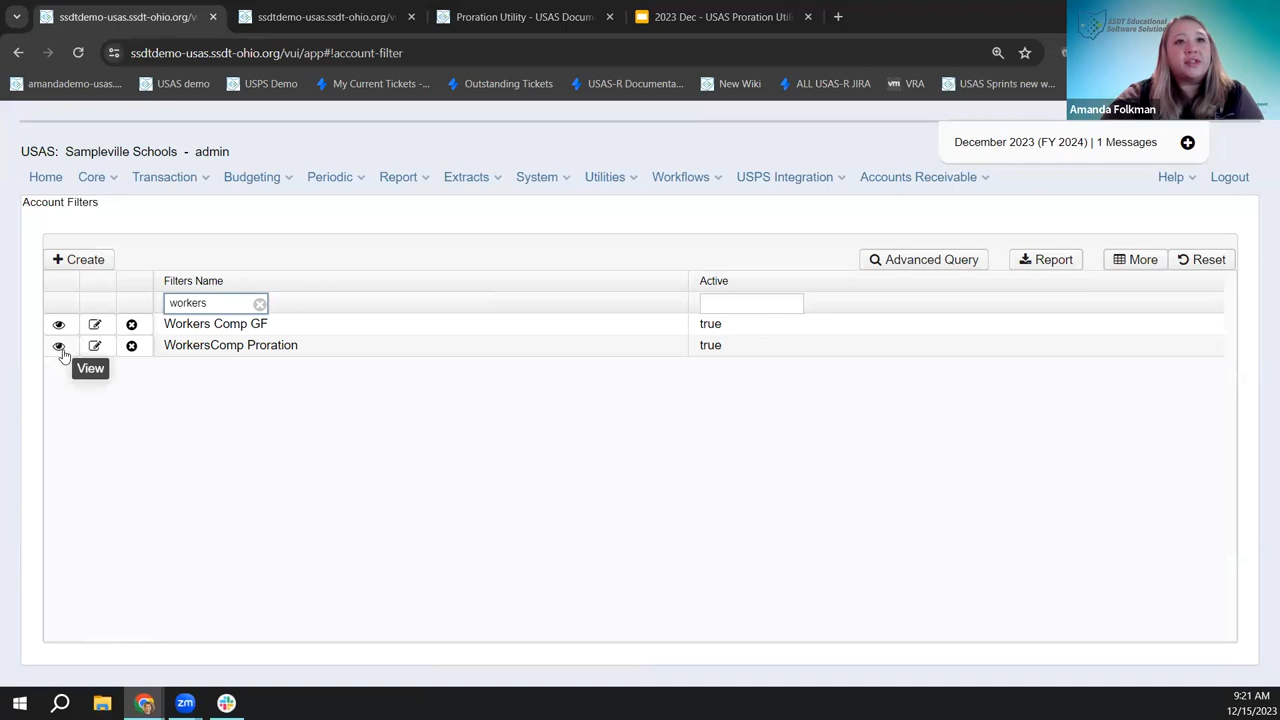 ssdtdemo-usas.ssdt-ohio.org/v
ssdtdemo-usas.ssdt-ohio.org/v
Proration Utility - USAS Docum
2023 Dec - USAS Proration Util
ssdtdemo-usas.ssdt-ohio.org/vui/app#!account-filter
amandademo-usas....
USAS demo
USPS Demo
My Current Tickets -...
Outstanding Tickets
USAS-R Documenta...
New Wiki
ALL USAS-R JIRA
vm VRA
USAS Sprints new w...
SSDT Educational
Software Solutions
Amanda Folkman
December 2023 (FY 2024) | 1 Messages
USAS: Sampleville Schools - admin
Home Core Transaction Budgeting Periodic Report Extracts System Utilities Workflows USPS Integration Accounts Receivable Help Logout
Account Filters
Create Advanced Query Report More Reset
Filters Name Active
workers
Workers Comp GF true
WorkersComp Proration true
View
zm
9:21 AM
12/15/2023